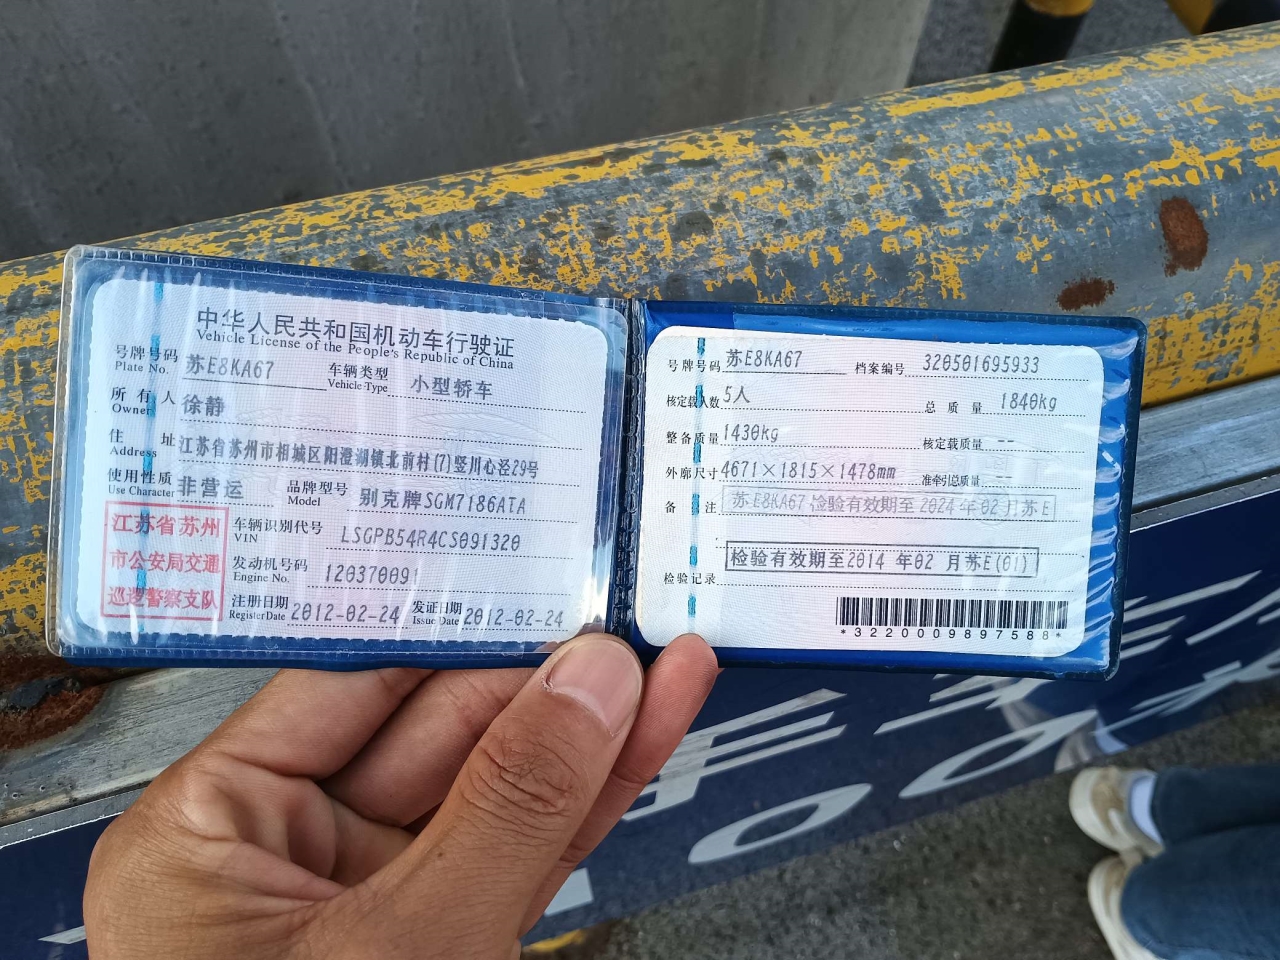 中华人民共和国机动车行驶证
Vehicle License of the People's Republic of China
号牌号码 苏E8KA67 车辆类型 小型轿车
Plate No. Vehicle Type
所有人 徐静
Owner
住址 江苏省苏州市相城区阳澄湖镇北前村(7)竖川心泾29号
Address
使用性质 非营运 品牌型号 别克牌SGM7186ATA
Use Character Model
江苏省苏州
市公安局交通
巡逻警察支队
车辆识别代号 LSGPB54R4CS091320
VIN
发动机号码 120370091
Engine No.
注册日期 2012-02-24 发证日期 2012-02-24
Register Date Issue Date
号牌号码 苏E8KA67 档案编号 320501695933
核定载人数 5人 总质量 1840kg
整备质量 1430kg 核定载质量 --
外廓尺寸 4671×1815×1478mm 准牵引总质量 --
备注 苏E8KA67 检验有效期至2024年02月苏E
检验有效期至2014年02月苏E(01)
检验记录
*3220009897588*